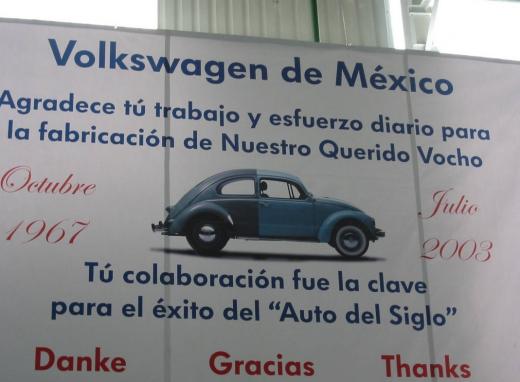 Volkswagen de México
Agradece tú trabajo y esfuerzo diario para
la fabricación de Nuestro Querido Vocho
Octubre
1967
Julio
2003
Tú colaboración fue la clave
para el éxito del "Auto del Siglo"
Danke Gracias Thanks